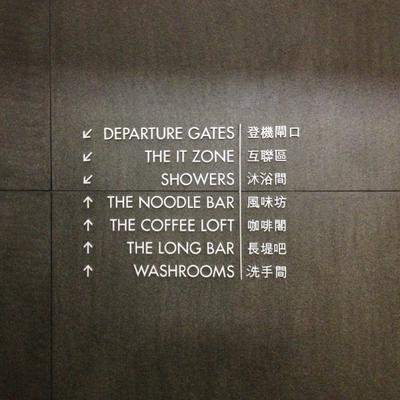 ↙ DEPARTURE GATES 登機閘口
↙ THE IT ZONE 互聯區
↙ SHOWERS 沐浴間
↑ THE NOODLE BAR 風味坊
↑ THE COFFEE LOFT 咖啡閣
↑ THE LONG BAR 長堤吧
↑ WASHROOMS 洗手間